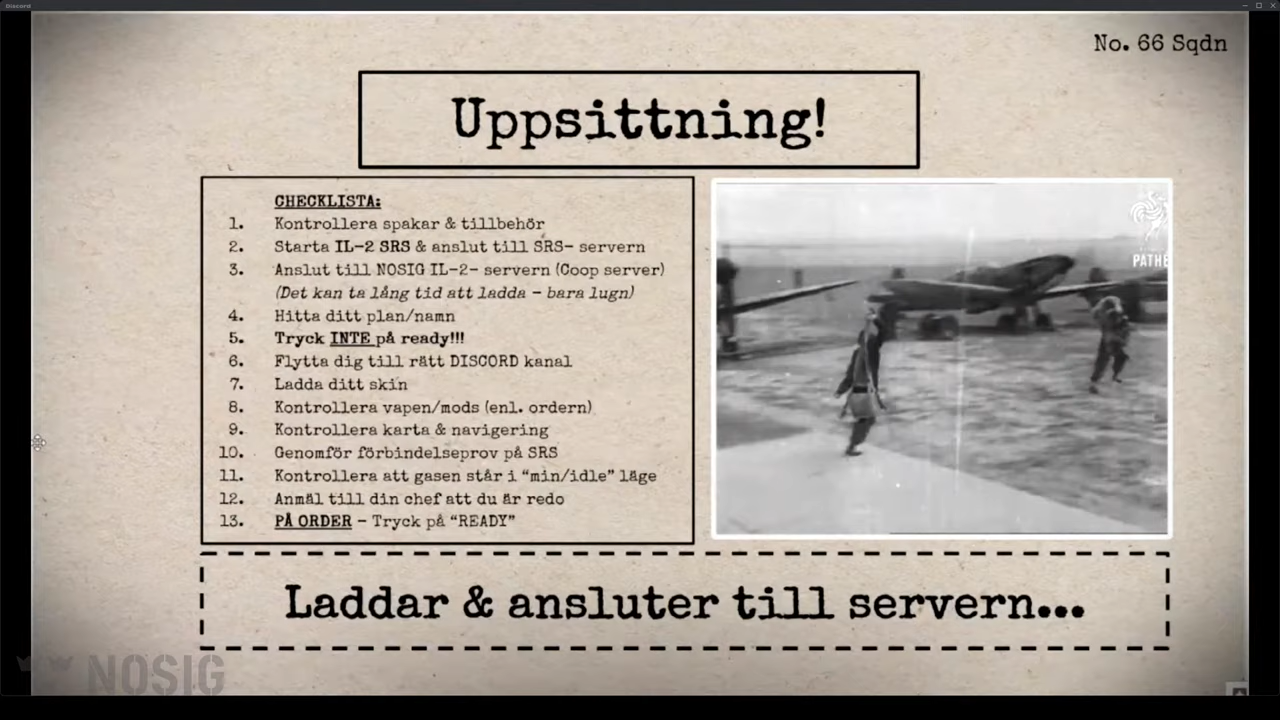 Discord
No. 66 Sqdn
Uppsittning!
CHECKLISTA:
1. Kontrollera spakar & tillbehör
2. Starta IL-2 SRS & anslut till SRS- servern
3. Anslut till NOSIG IL-2- servern (Coop server)
(Det kan ta lång tid att ladda - bara lugn)
4. Hitta ditt plan/namn
5. Tryck INTE på ready!!!
6. Flytta dig till rätt DISCORD kanal
7. Ladda ditt skin
8. Kontrollera vapen/mods (enl. ordern)
9. Kontrollera karta & navigering
10. Genomför förbindelseprov på SRS
11. Kontrollera att gasen står i “min/idle” läge
12. Anmäl till din chef att du är redo
13. PÅ ORDER - Tryck på “READY”
PATHE
Laddar & ansluter till servern...
NOSIG